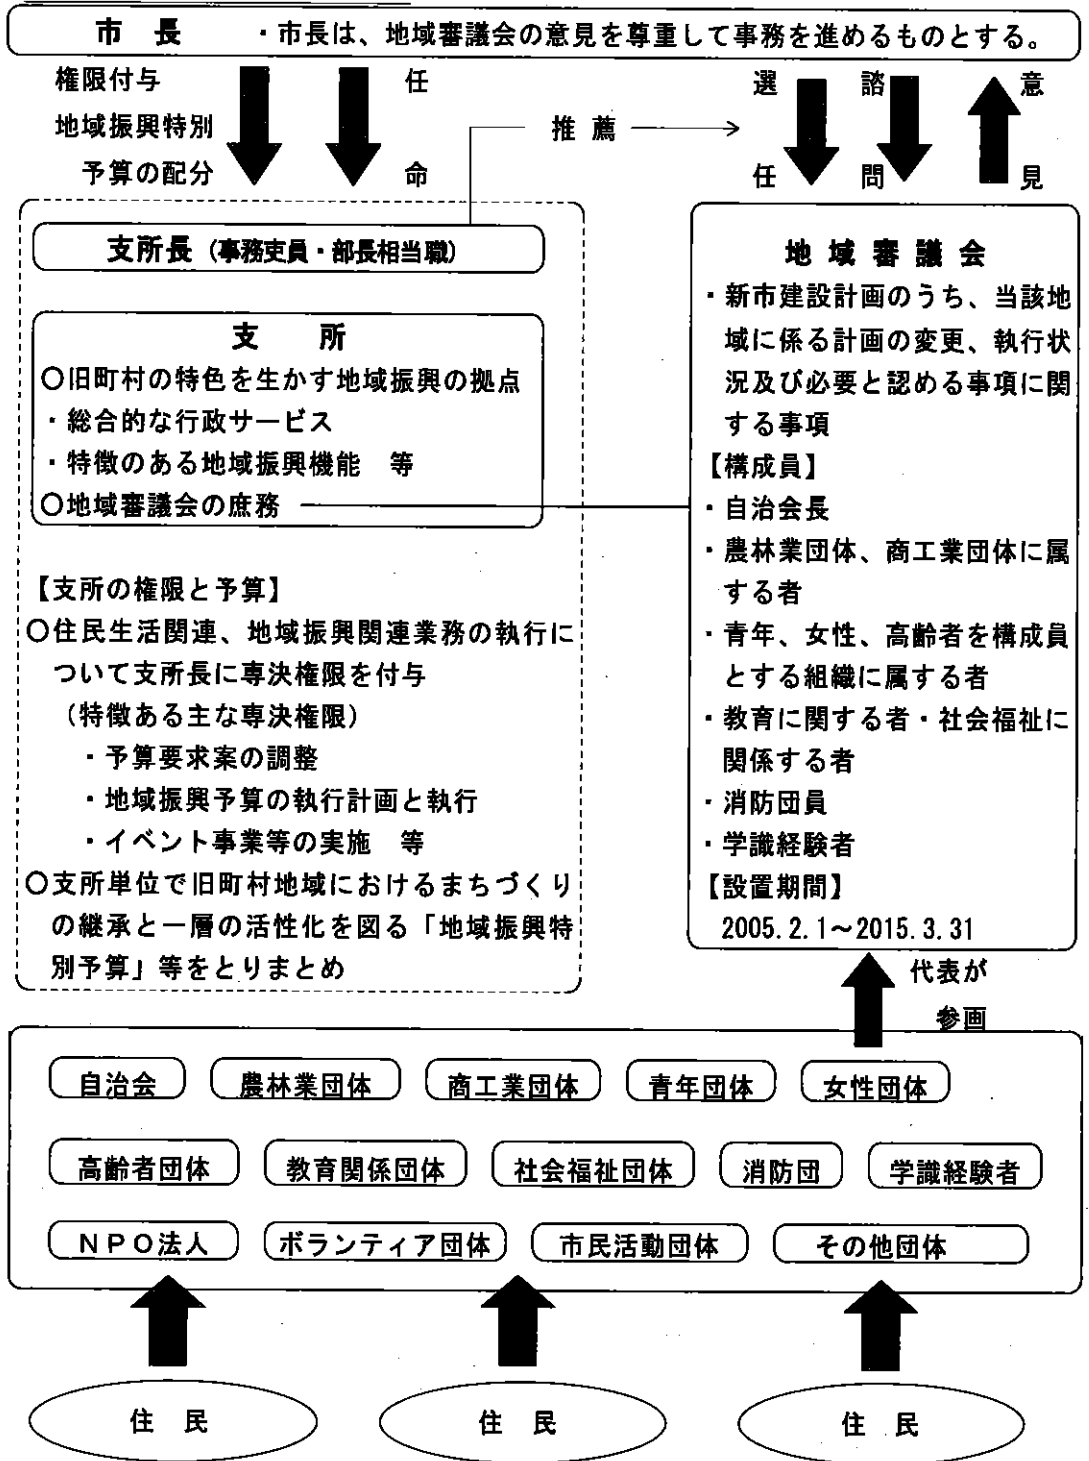 市　長　・市長は、地域審議会の意見を尊重して事務を進めるものとする。
権限付与
地域振興特別
予算の配分
任命
推薦
選任
諮問
意見
支所長（事務吏員・部長相当職）
支　所
○旧町村の特色を生かす地域振興の拠点
・総合的な行政サービス
・特徴のある地域振興機能　等
○地域審議会の庶務
【支所の権限と予算】
○住民生活関連、地域振興関連業務の執行に
ついて支所長に専決権限を付与
（特徴ある主な専決権限）
・予算要求案の調整
・地域振興予算の執行計画と執行
・イベント事業等の実施　等
○支所単位で旧町村地域におけるまちづくり
の継承と一層の活性化を図る「地域振興特
別予算」等をとりまとめ
地域審議会
・新市建設計画のうち、当該地
域に係る計画の変更、執行状
況及び必要と認める事項に関
する事項
【構成員】
・自治会長
・農林業団体、商工業団体に属
する者
・青年、女性、高齢者を構成員
とする組織に属する者
・教育に関する者・社会福祉に
関係する者
・消防団員
・学識経験者
【設置期間】
2005.2.1～2015.3.31
代表が
参画
自治会　農林業団体　商工業団体　青年団体　女性団体
高齢者団体　教育関係団体　社会福祉団体　消防団　学識経験者
ＮＰＯ法人　ボランティア団体　市民活動団体　その他団体
住民　住民　住民